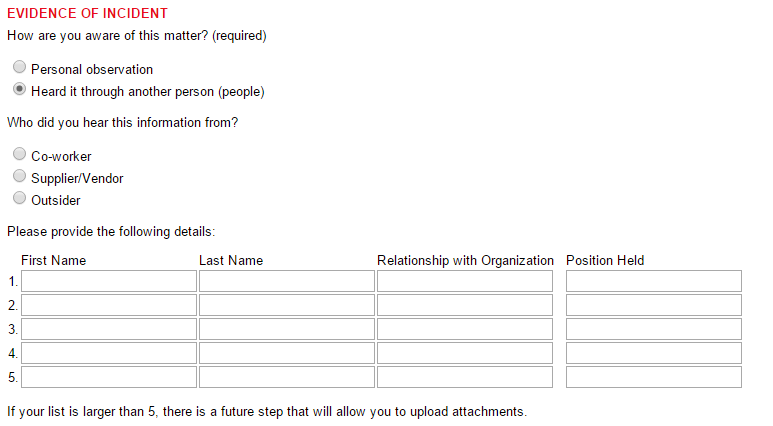 EVIDENCE OF INCIDENT
How are you aware of this matter? (required)
Personal observation
Heard it through another person (people)
Who did you hear this information from?
Co-worker
Supplier/Vendor
Outsider
Please provide the following details:
First Name Last Name Relationship with Organization Position Held
1.
2.
3.
4.
5.
If your list is larger than 5, there is a future step that will allow you to upload attachments.